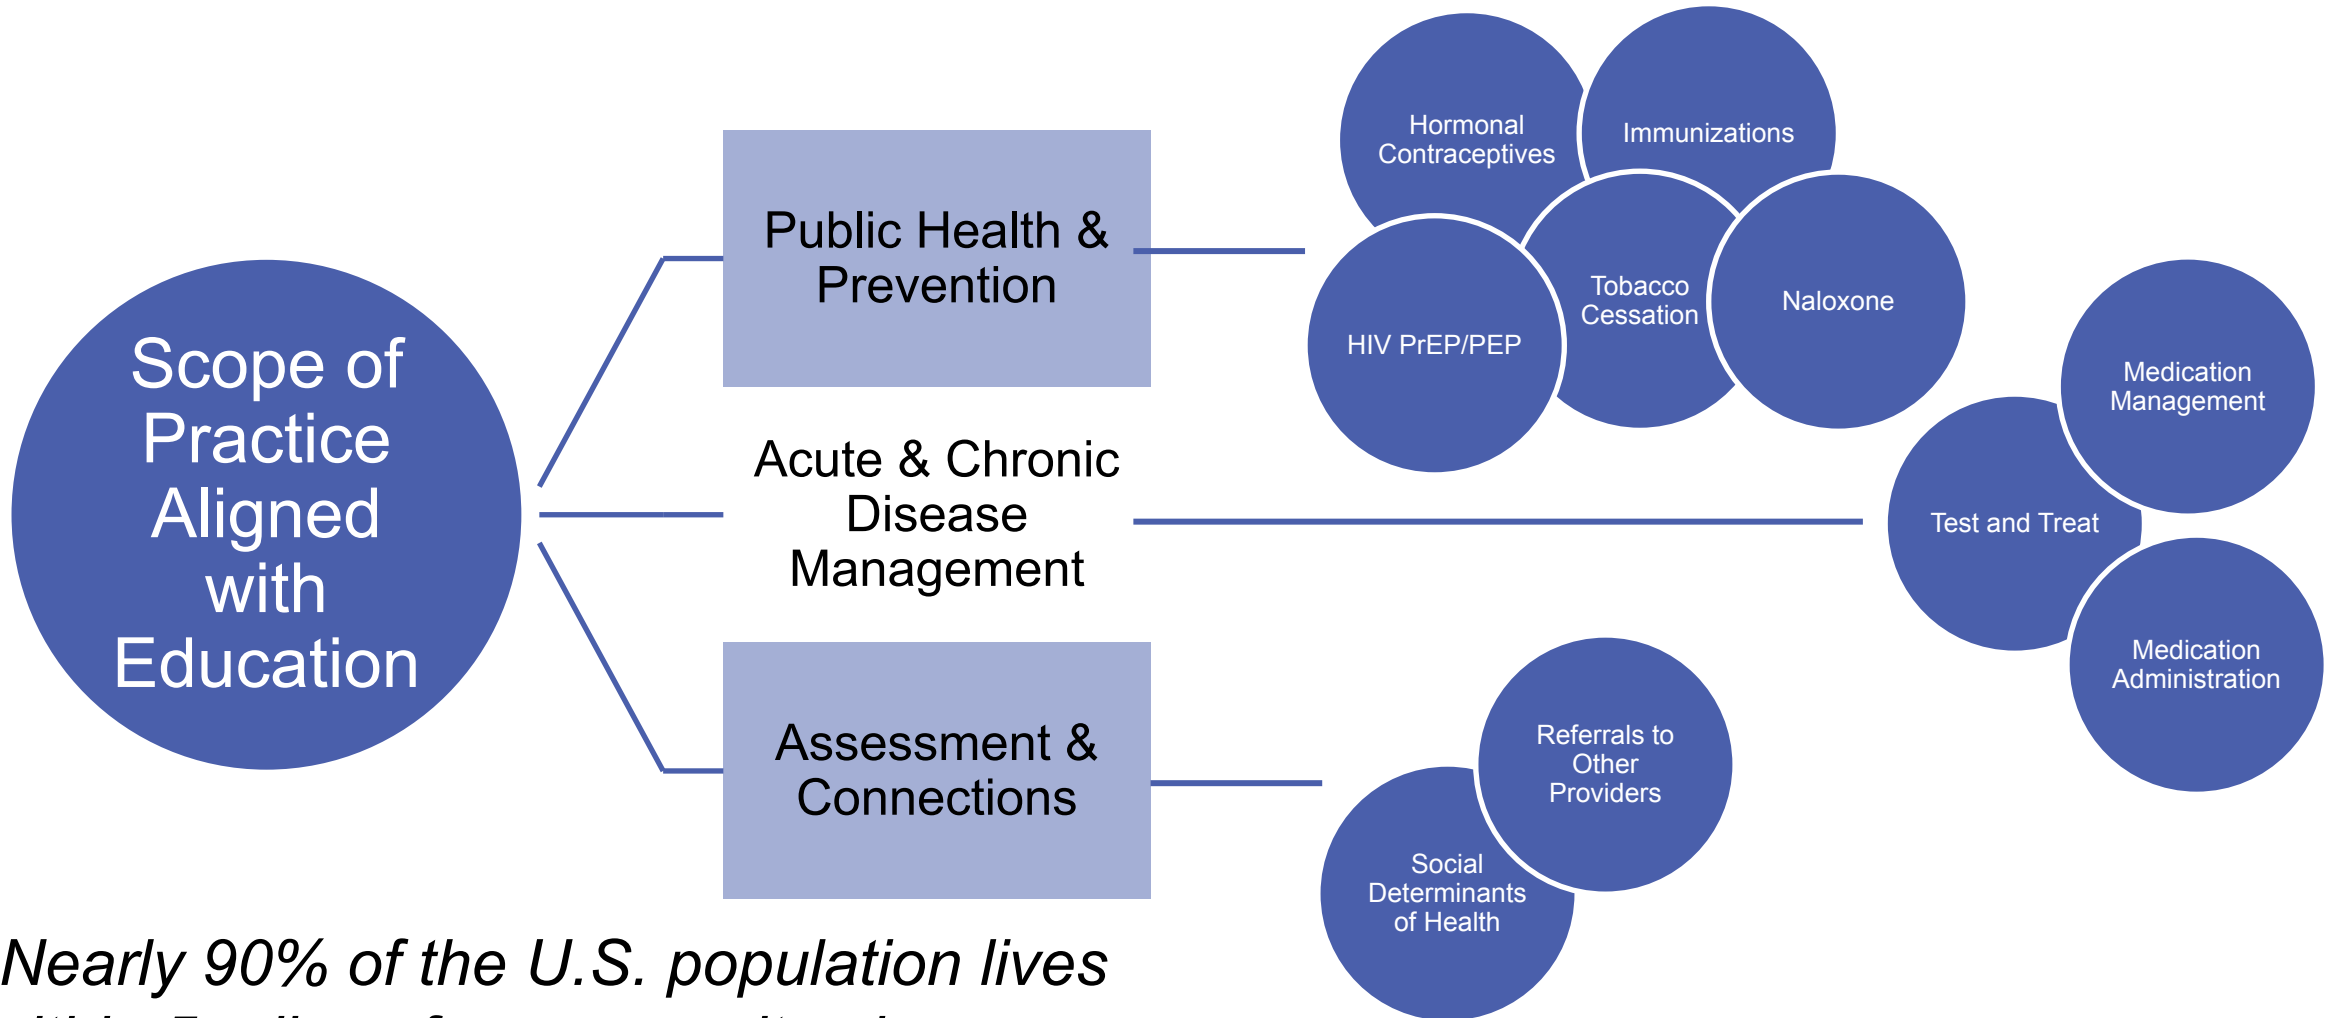 Scope of
Practice
Aligned
with
Education
Public Health &
Prevention
Acute & Chronic
Disease
Management
Assessment &
Connections
Hormonal
Contraceptives
Immunizations
HIV PrEP/PEP
Tobacco
Cessation
Naloxone
Medication
Management
Test and Treat
Medication
Administration
Referrals to
Other
Providers
Social
Determinants
of Health
Nearly 90% of the U.S. population lives